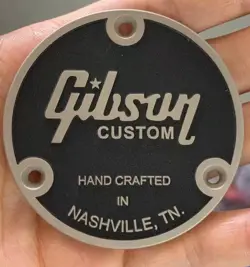 Gibson
CUSTOM
HAND CRAFTED
IN
NASHVILLE, TN.